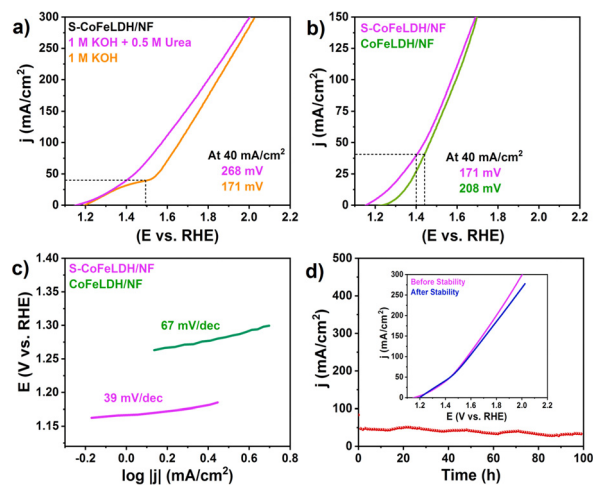 a)
S-CoFeLDH/NF
1 M KOH + 0.5 M Urea
1 M KOH
At 40 mA/cm²
268 mV
171 mV
300
250
200
150
100
50
0
j (mA/cm²)
1.2 1.4 1.6 1.8 2.0 2.2
(E vs. RHE)
b)
S-CoFeLDH/NF
CoFeLDH/NF
At 40 mA/cm²
171 mV
208 mV
150
125
100
75
50
25
0
j (mA/cm²)
1.2 1.4 1.6 1.8 2.0 2.2
(E vs. RHE)
c)
S-CoFeLDH/NF
CoFeLDH/NF
67 mV/dec
39 mV/dec
1.40
1.35
1.30
1.25
1.20
1.15
E (V vs. RHE)
-0.2 0.0 0.2 0.4 0.6 0.8
log |j| (mA/cm²)
d)
500
400
300
200
100
0
j (mA/cm²)
0 20 40 60 80 100
Time (h)
Before Stability
After Stability
300
250
200
150
100
50
0
j (mA/cm²)
1.2 1.4 1.6 1.8 2.0 2.2
E (V vs. RHE)